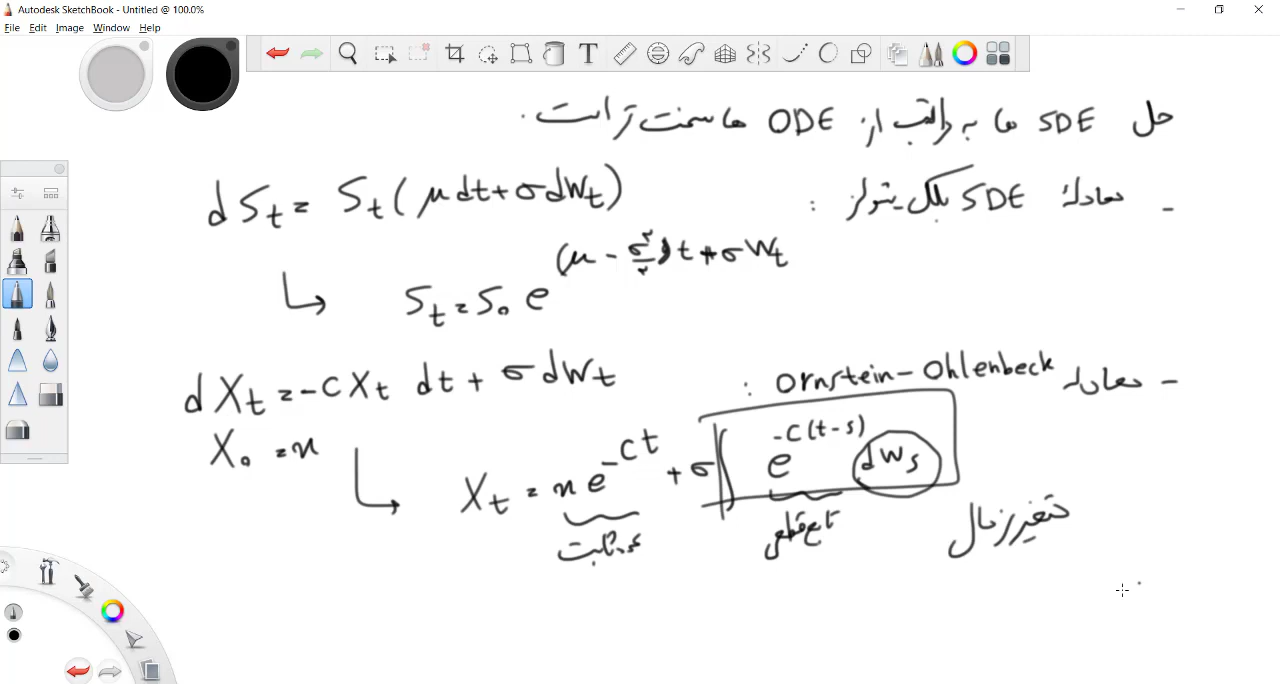 Autodesk SketchBook - Untitled @ 100.0%
File Edit Image Window Help
T
حل SDE ها به مراتب از ODE ها سخت تر است.
- معادله SDE بلک-شولز :
dS_t = S_t(μdt+σdW_t)
↳ S_t = S_0 e^{(μ - σ²/2)t + σW_t}
- معادله Ornstein-Ohlenbeck :
dX_t = -cX_t dt + σdW_t
X_0 = x
↳ X_t = x e^{-ct} + σ∫ e^{-c(t-s)} dW_s
عدد ثابت
تابع قطعی
متغیر نرمال